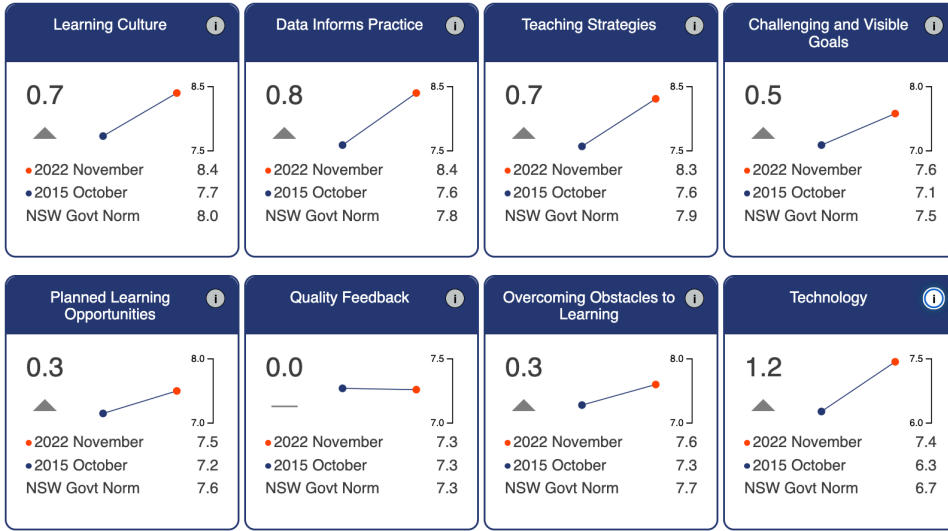 Learning Culture i
0.7
8.5
7.5
2022 November 8.4
2015 October 7.7
NSW Govt Norm 8.0
Data Informs Practice i
0.8
8.5
7.5
2022 November 8.4
2015 October 7.6
NSW Govt Norm 7.8
Teaching Strategies i
0.7
8.5
7.5
2022 November 8.3
2015 October 7.6
NSW Govt Norm 7.9
Challenging and Visible i
Goals
0.5
8.0
7.0
2022 November 7.6
2015 October 7.1
NSW Govt Norm 7.5
Planned Learning i
Opportunities
0.3
8.0
7.0
2022 November 7.5
2015 October 7.2
NSW Govt Norm 7.6
Quality Feedback i
0.0
7.5
7.0
2022 November 7.3
2015 October 7.3
NSW Govt Norm 7.3
Overcoming Obstacles to i
Learning
0.3
8.0
7.0
2022 November 7.6
2015 October 7.3
NSW Govt Norm 7.7
Technology i
1.2
7.5
6.0
2022 November 7.4
2015 October 6.3
NSW Govt Norm 6.7